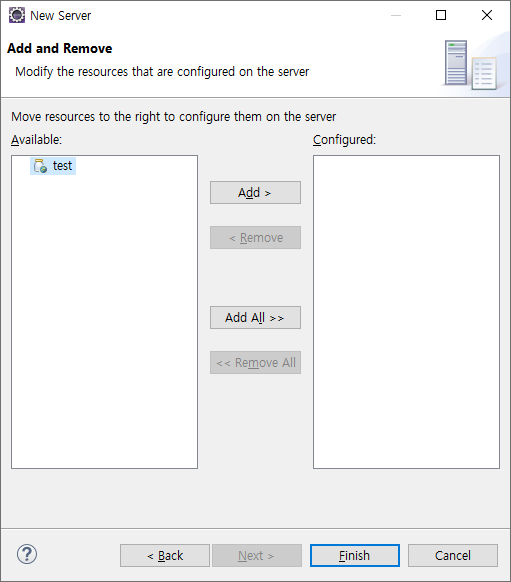 New Server
Add and Remove
Modify the resources that are configured on the server
Move resources to the right to configure them on the server
Available:
Configured:
test
Add >
< Remove
Add All >>
<< Remove All
< Back
Next >
Finish
Cancel